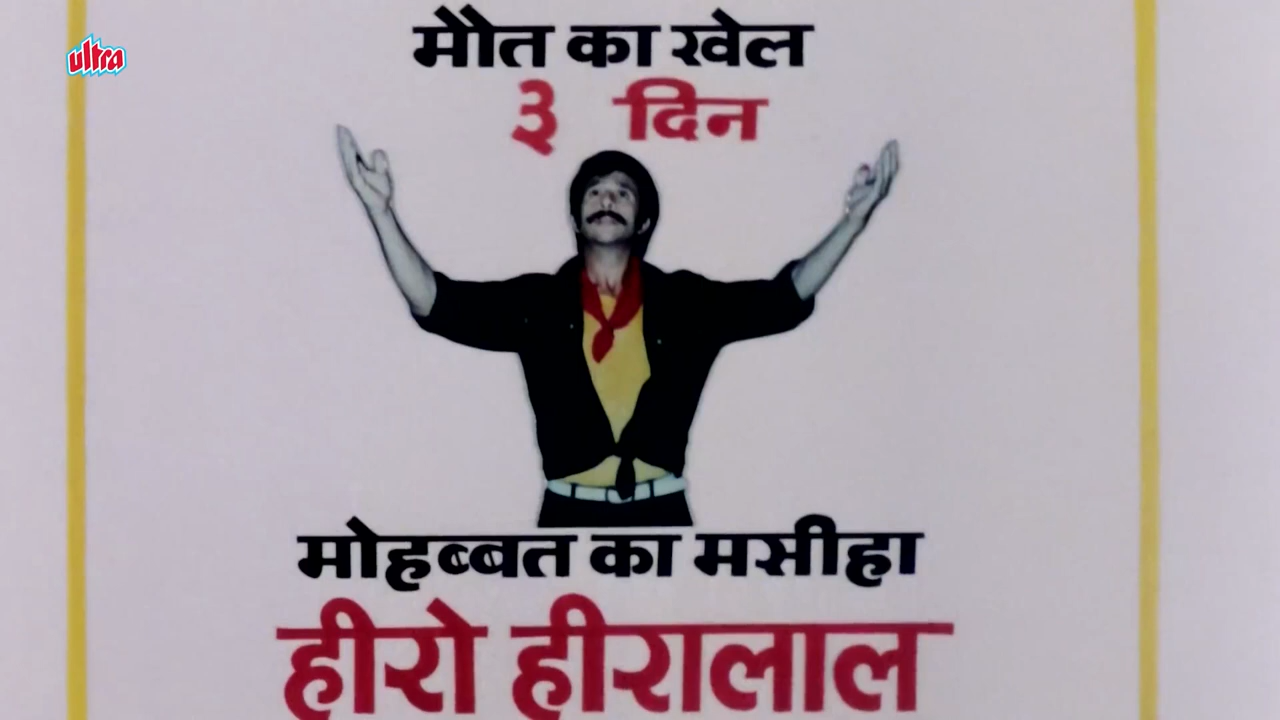 ultra
मौत का खेल
३ दिन
मोहब्बत का मसीहा
हीरो हीरालाल